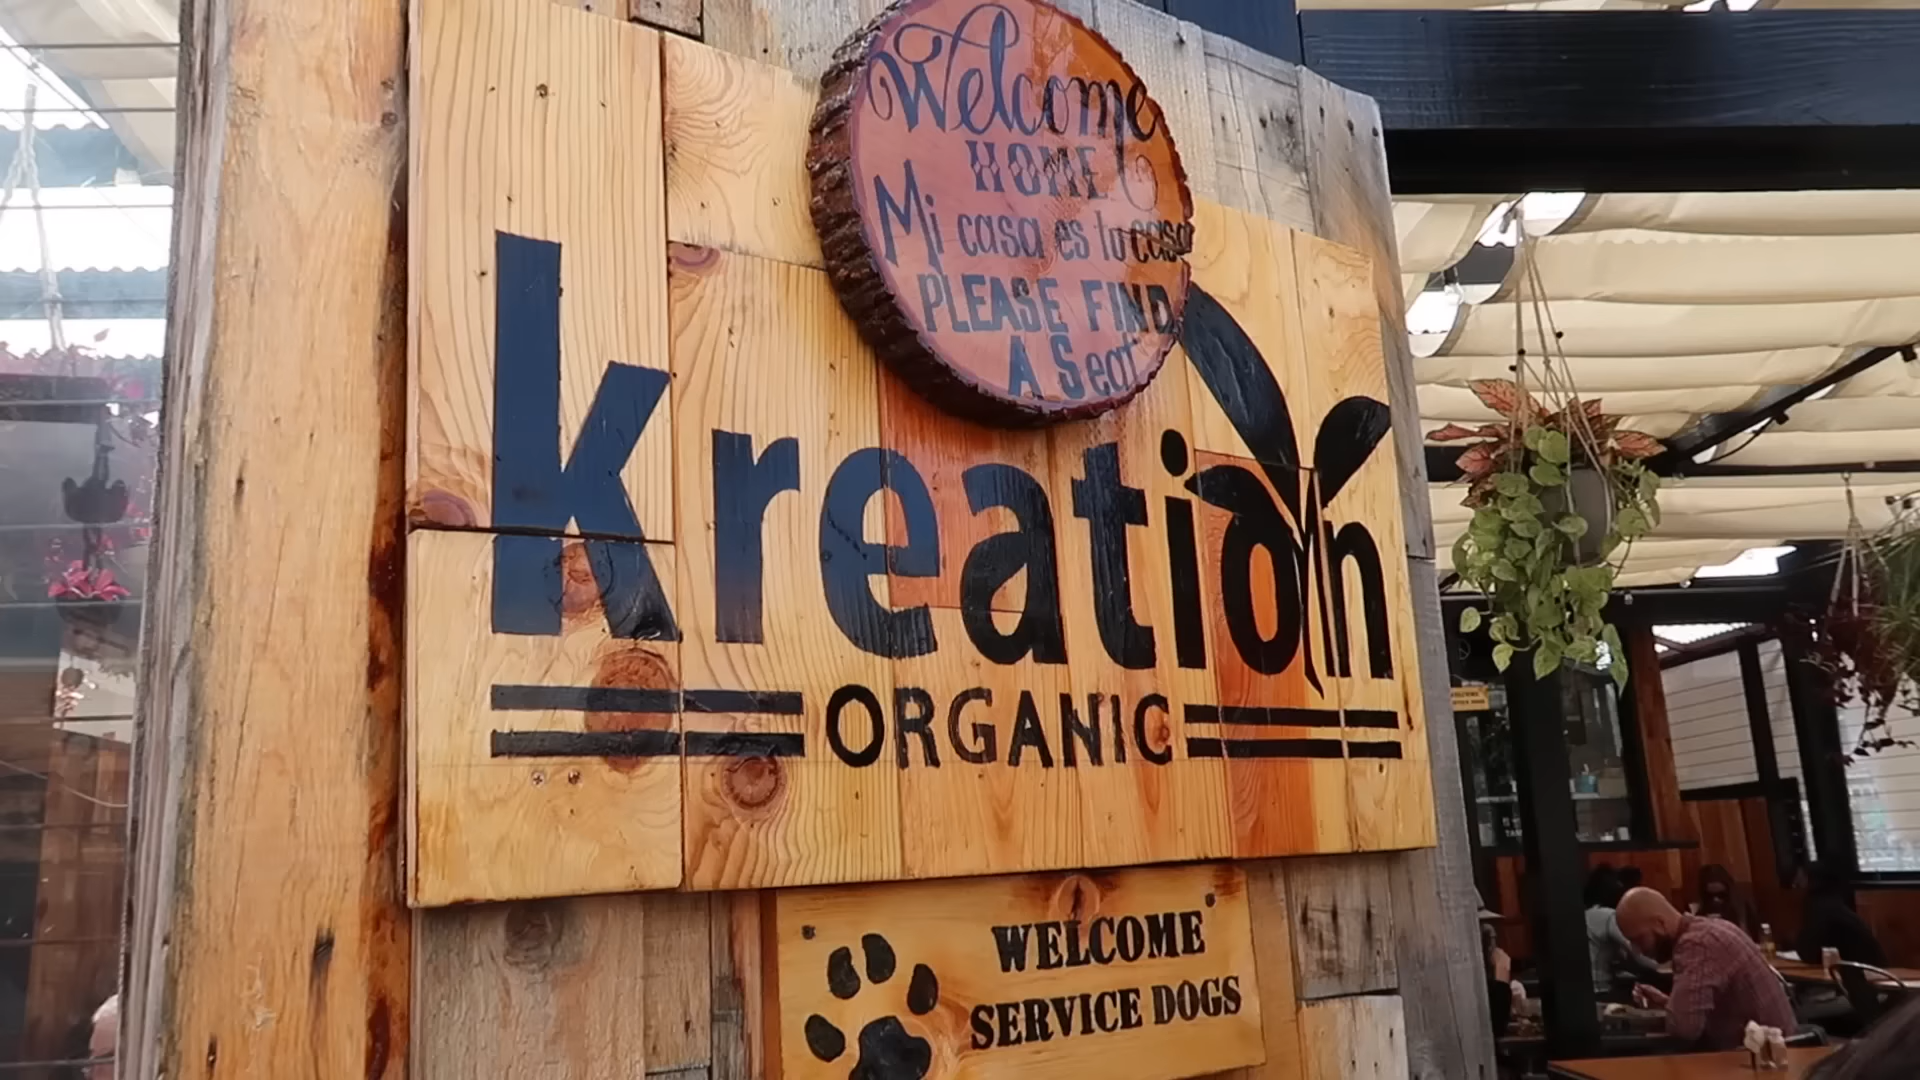 Welcome
HOME
Mi casa es tu casa
PLEASE FIND
A Seat
kreation
ORGANIC
WELCOME
SERVICE DOGS